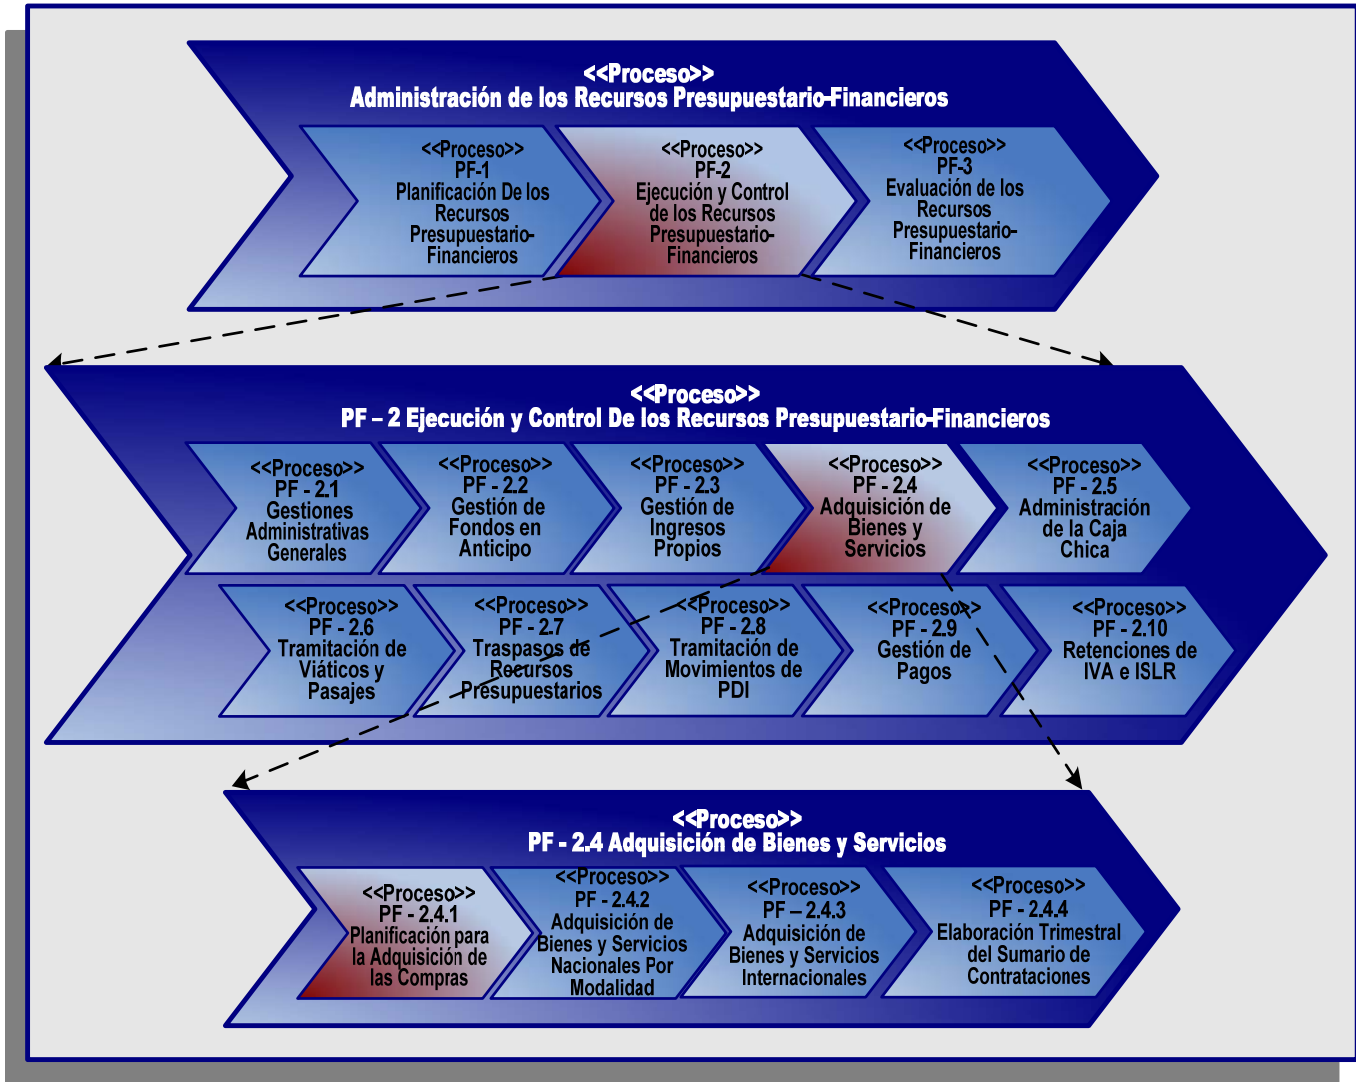 <<Proceso>>
Administración de los Recursos Presupuestario-Financieros
<<Proceso>>
PF-1
Planificación De los
Recursos
Presupuestario-
Financieros
<<Proceso>>
PF-2
Ejecución y Control
de los Recursos
Presupuestario-
Financieros
<<Proceso>>
PF-3
Evaluación de los
Recursos
Presupuestario-
Financieros
<<Proceso>>
PF – 2 Ejecución y Control De los Recursos Presupuestario-Financieros
<<Proceso>>
PF - 2.1
Gestiones
Administrativas
Generales
<<Proceso>>
PF - 2.2
Gestión de
Fondos en
Anticipo
<<Proceso>>
PF - 2.3
Gestión de
Ingresos
Propios
<<Proceso>>
PF - 2.4
Adquisición de
Bienes y
Servicios
<<Proceso>>
PF - 2.5
Administración
de la Caja
Chica
<<Proceso>>
PF - 2.6
Tramitación de
Viáticos y
Pasajes
<<Proceso>>
PF - 2.7
Traspasos de
Recursos
Presupuestarios
<<Proceso>>
PF - 2.8
Tramitación de
Movimientos de
PDI
<<Proceso>>
PF - 2.9
Gestión de
Pagos
<<Proceso>>
PF - 2.10
Retenciones de
IVA e ISLR
<<Proceso>>
PF - 2.4 Adquisición de Bienes y Servicios
<<Proceso>>
PF - 2.4.1
Planificación para
la Adquisición de
las Compras
<<Proceso>>
PF - 2.4.2
Adquisición de
Bienes y Servicios
Nacionales Por
Modalidad
<<Proceso>>
PF – 2.4.3
Adquisición de
Bienes y Servicios
Internacionales
<<Proceso>>
PF - 2.4.4
Elaboración Trimestral
del Sumario de
Contrataciones